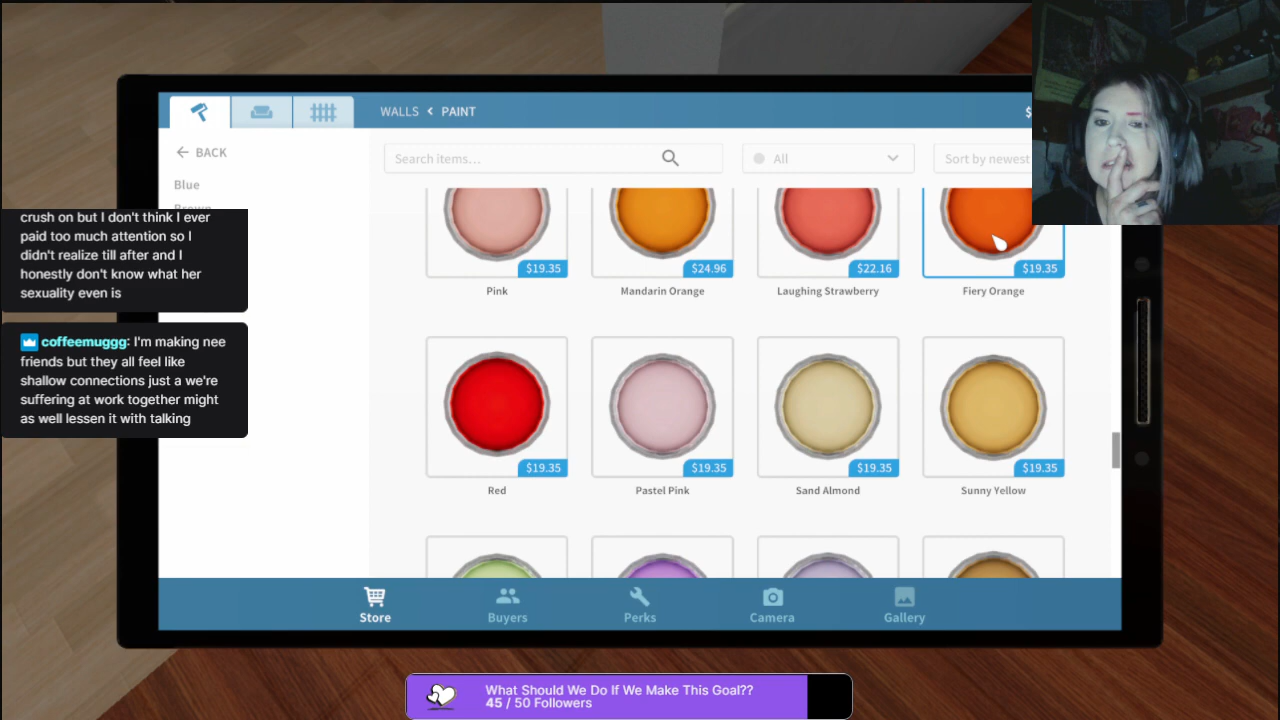 WALLS < PAINT
$
BACK
Search items...
All
Sort by newest
Blue
Brown
crush on but I don't think I ever
paid too much attention so I
didn't realize till after and I
honestly don't know what her
sexuality even is
coffeemuggg: I'm making nee
friends but they all feel like
shallow connections just a we're
suffering at work together might
as well lessen it with talking
$19.35
$24.96
$22.16
$19.35
Pink
Mandarin Orange
Laughing Strawberry
Fiery Orange
$19.35
$19.35
$19.35
$19.35
Red
Pastel Pink
Sand Almond
Sunny Yellow
Store
Buyers
Perks
Camera
Gallery
What Should We Do If We Make This Goal??
45 / 50 Followers